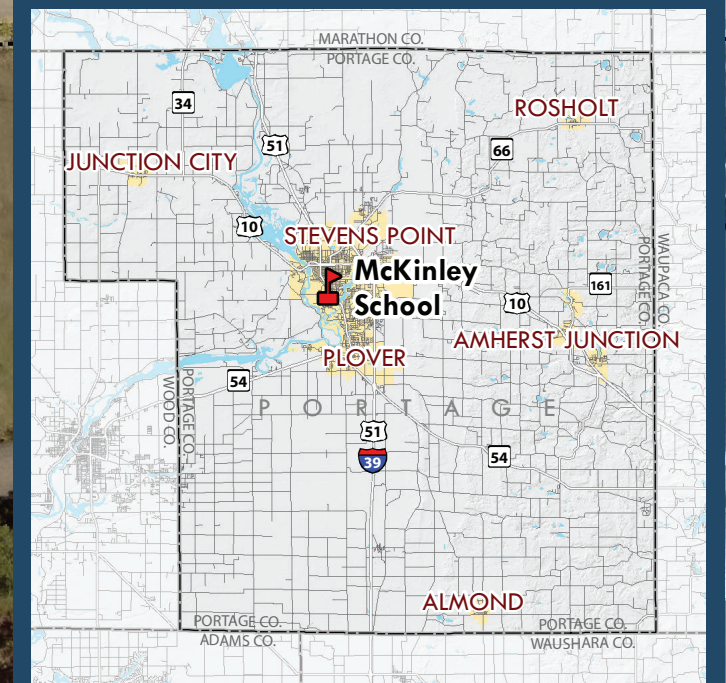 MARATHON CO.
PORTAGE CO.
34
ROSHOLT
51
66
JUNCTION CITY
10
STEVENS POINT
WAUPACA CO.
PORTAGE CO.
McKinley
School
161
10
AMHERST JUNCTION
PLOVER
54
PORTAGE CO.
WOOD CO.
PORTAGE
51
39
54
ALMOND
PORTAGE CO.
ADAMS CO.
PORTAGE CO.
WAUSHARA CO.